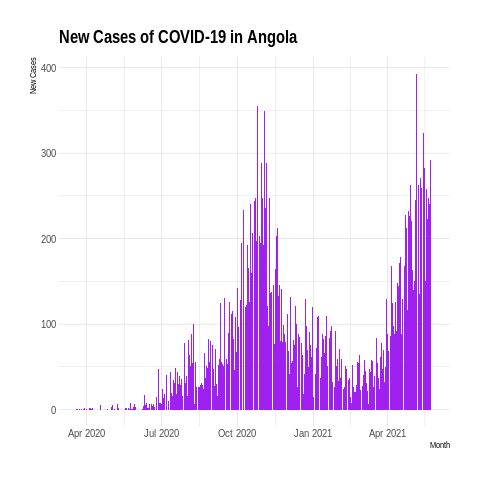 New Cases of COVID-19 in Angola
New Cases
400
300
200
100
0
Apr 2020 Jul 2020 Oct 2020 Jan 2021 Apr 2021
Month